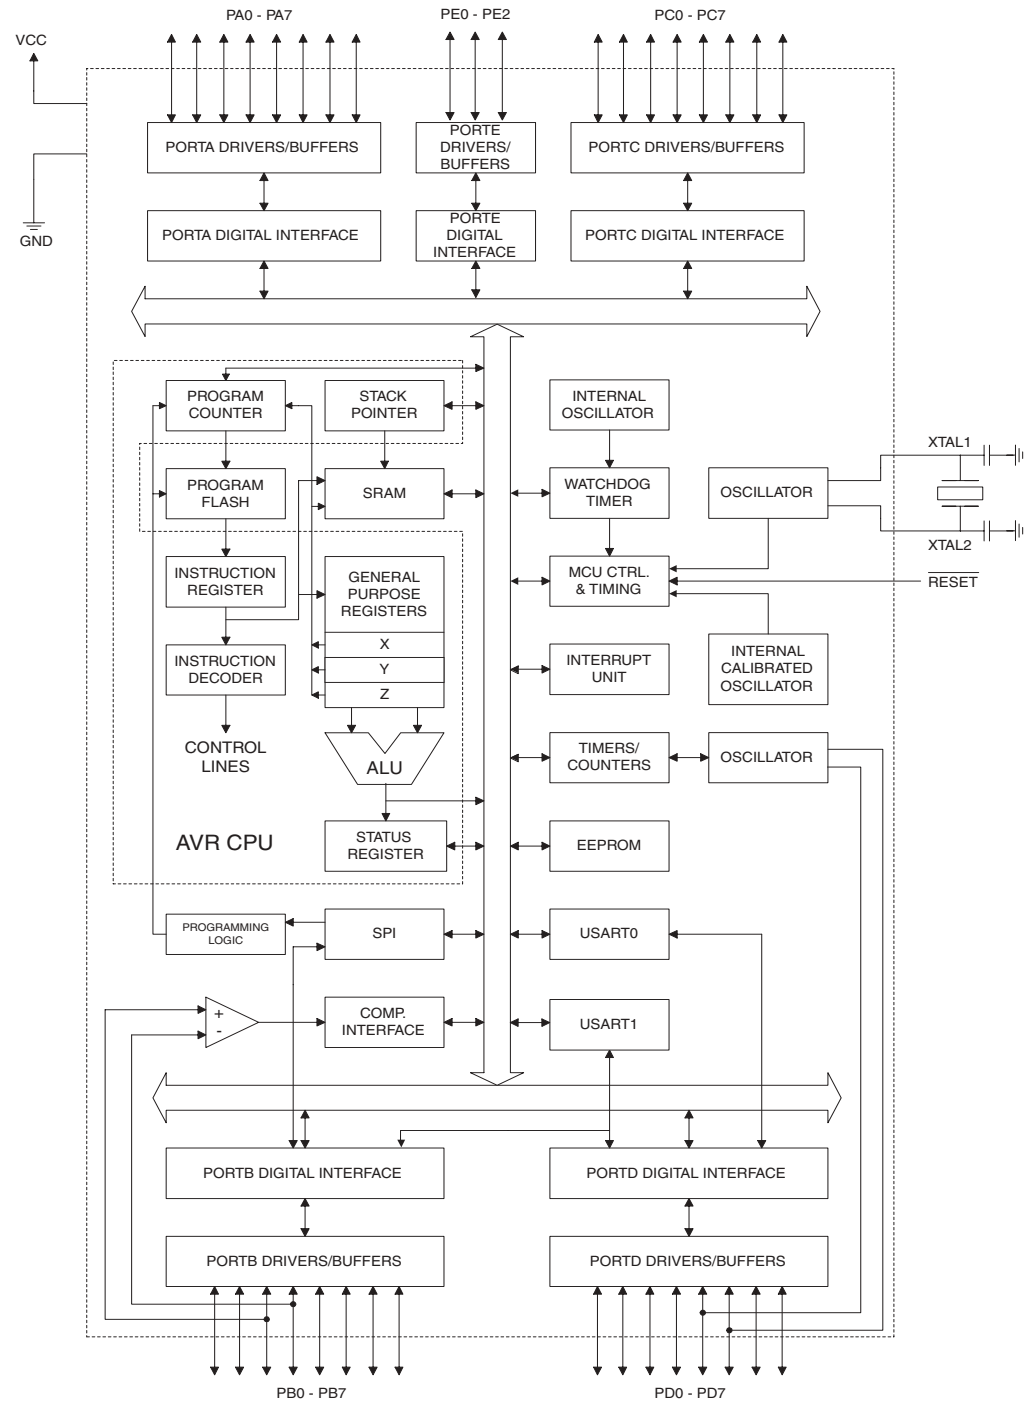 PA0 - PA7
PE0 - PE2
PC0 - PC7
VCC
PORTA DRIVERS/BUFFERS
PORTE
DRIVERS/
BUFFERS
PORTC DRIVERS/BUFFERS
GND
PORTA DIGITAL INTERFACE
PORTE
DIGITAL
INTERFACE
PORTC DIGITAL INTERFACE
PROGRAM
COUNTER
STACK
POINTER
INTERNAL
OSCILLATOR
PROGRAM
FLASH
SRAM
WATCHDOG
TIMER
OSCILLATOR
XTAL1
XTAL2
INSTRUCTION
REGISTER
GENERAL
PURPOSE
REGISTERS
X
Y
Z
MCU CTRL.
& TIMING
RESET
INSTRUCTION
DECODER
INTERRUPT
UNIT
INTERNAL
CALIBRATED
OSCILLATOR
CONTROL
LINES
ALU
TIMERS/
COUNTERS
OSCILLATOR
AVR CPU
STATUS
REGISTER
EEPROM
PROGRAMMING
LOGIC
SPI
USART0
+
-
COMP.
INTERFACE
USART1
PORTB DIGITAL INTERFACE
PORTD DIGITAL INTERFACE
PORTB DRIVERS/BUFFERS
PORTD DRIVERS/BUFFERS
PB0 - PB7
PD0 - PD7